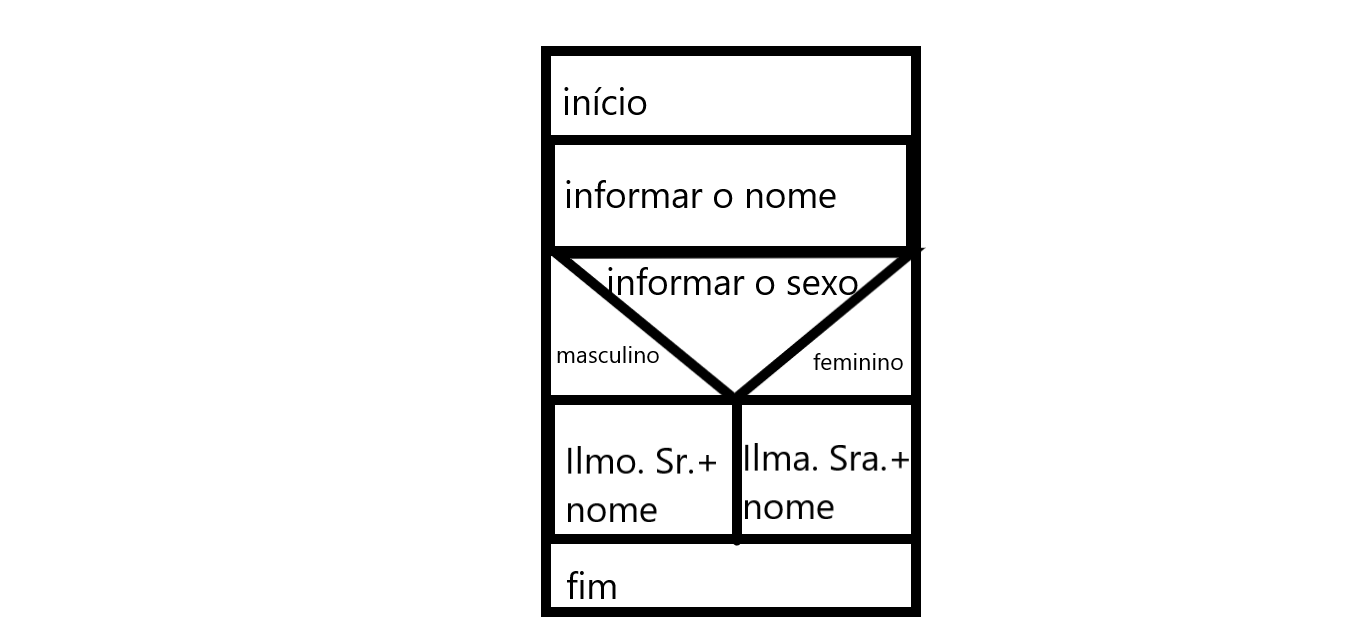 início
informar o nome
informar o sexo
masculino
feminino
Ilmo. Sr.+
nome
Ilma. Sra.+
nome
fim